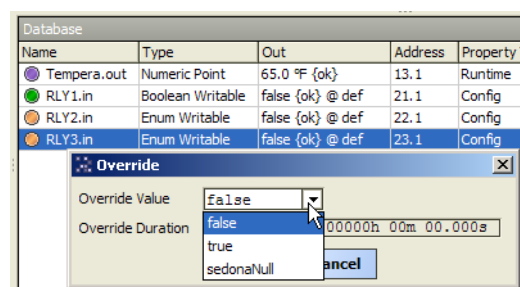 Database
Name Type Out Address Property
Tempera.out Numeric Point 65.0 ºF {ok} 13.1 Runtime
RLY1.in Boolean Writable false {ok} @ def 21.1 Config
RLY2.in Enum Writable false {ok} @ def 22.1 Config
RLY3.in Enum Writable false {ok} @ def 23.1 Config
Override
Override Value false
Override Duration 00000h 00m 00.000s
false
true
sedonaNull
ancel